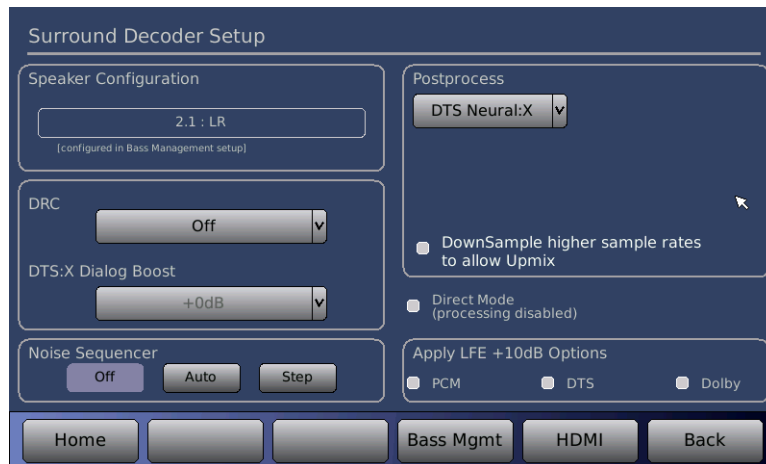 Surround Decoder Setup
Speaker Configuration
2.1 : LR
[configured in Bass Management setup]
DRC
Off
DTS:X Dialog Boost
+0dB
Noise Sequencer
Off
Auto
Step
Postprocess
DTS Neural:X
DownSample higher sample rates
to allow Upmix
Direct Mode
(processing disabled)
Apply LFE +10dB Options
PCM
DTS
Dolby
Home
Bass Mgmt
HDMI
Back